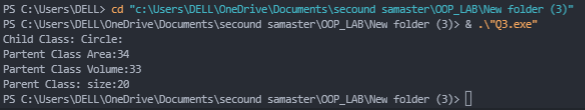 PS C:\Users\DELL> cd "c:\Users\DELL\OneDrive\Documents\secound samaster\OOP_LAB\New folder (3)"
PS C:\Users\DELL\OneDrive\Documents\secound samaster\OOP_LAB\New folder (3)> & .\"Q3.exe"
Child Class: Circle:
Partent Class Area:34
Partent Class Volume:33
Parent Class: size:20
PS C:\Users\DELL\OneDrive\Documents\secound samaster\OOP_LAB\New folder (3)>